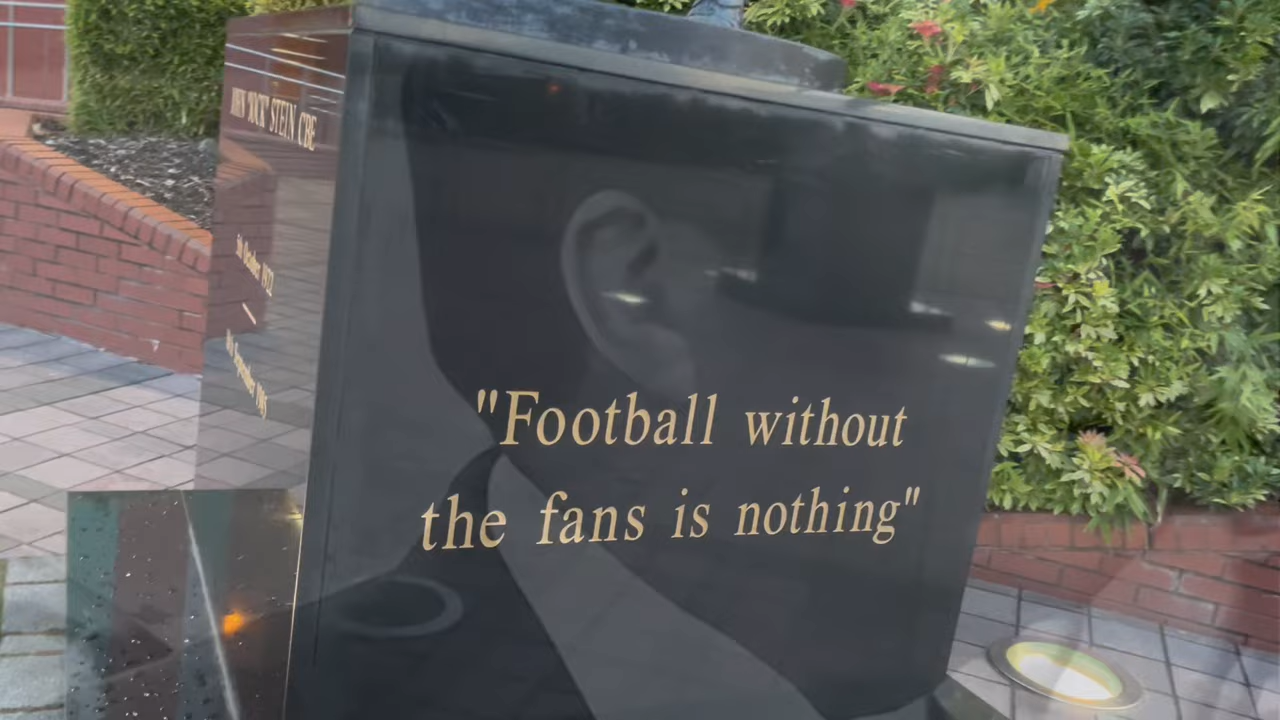 JOHN "JOCK" STEIN CBE
5th October 1922
—
10th September 1985
"Football without
the fans is nothing"